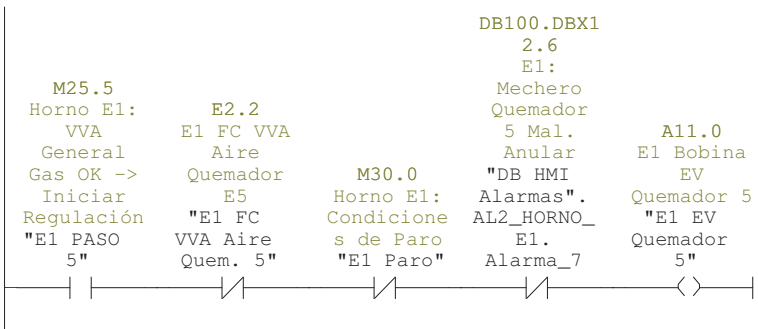 M25.5
Horno E1:
VVA
General
Gas OK ->
Iniciar
Regulación
"E1 PASO
5"
E2.2
E1 FC VVA
Aire
Quemador
E5
"E1 FC
VVA Aire
Quem. 5"
M30.0
Horno E1:
Condicione
s de Paro
"E1 Paro"
DB100.DBX1
2.6
E1:
Mechero
Quemador
5 Mal.
Anular
"DB HMI
Alarmas".
AL2_HORNO_
E1.
Alarma_7
A11.0
E1 Bobina
EV
Quemador 5
"E1 EV
Quemador
5"